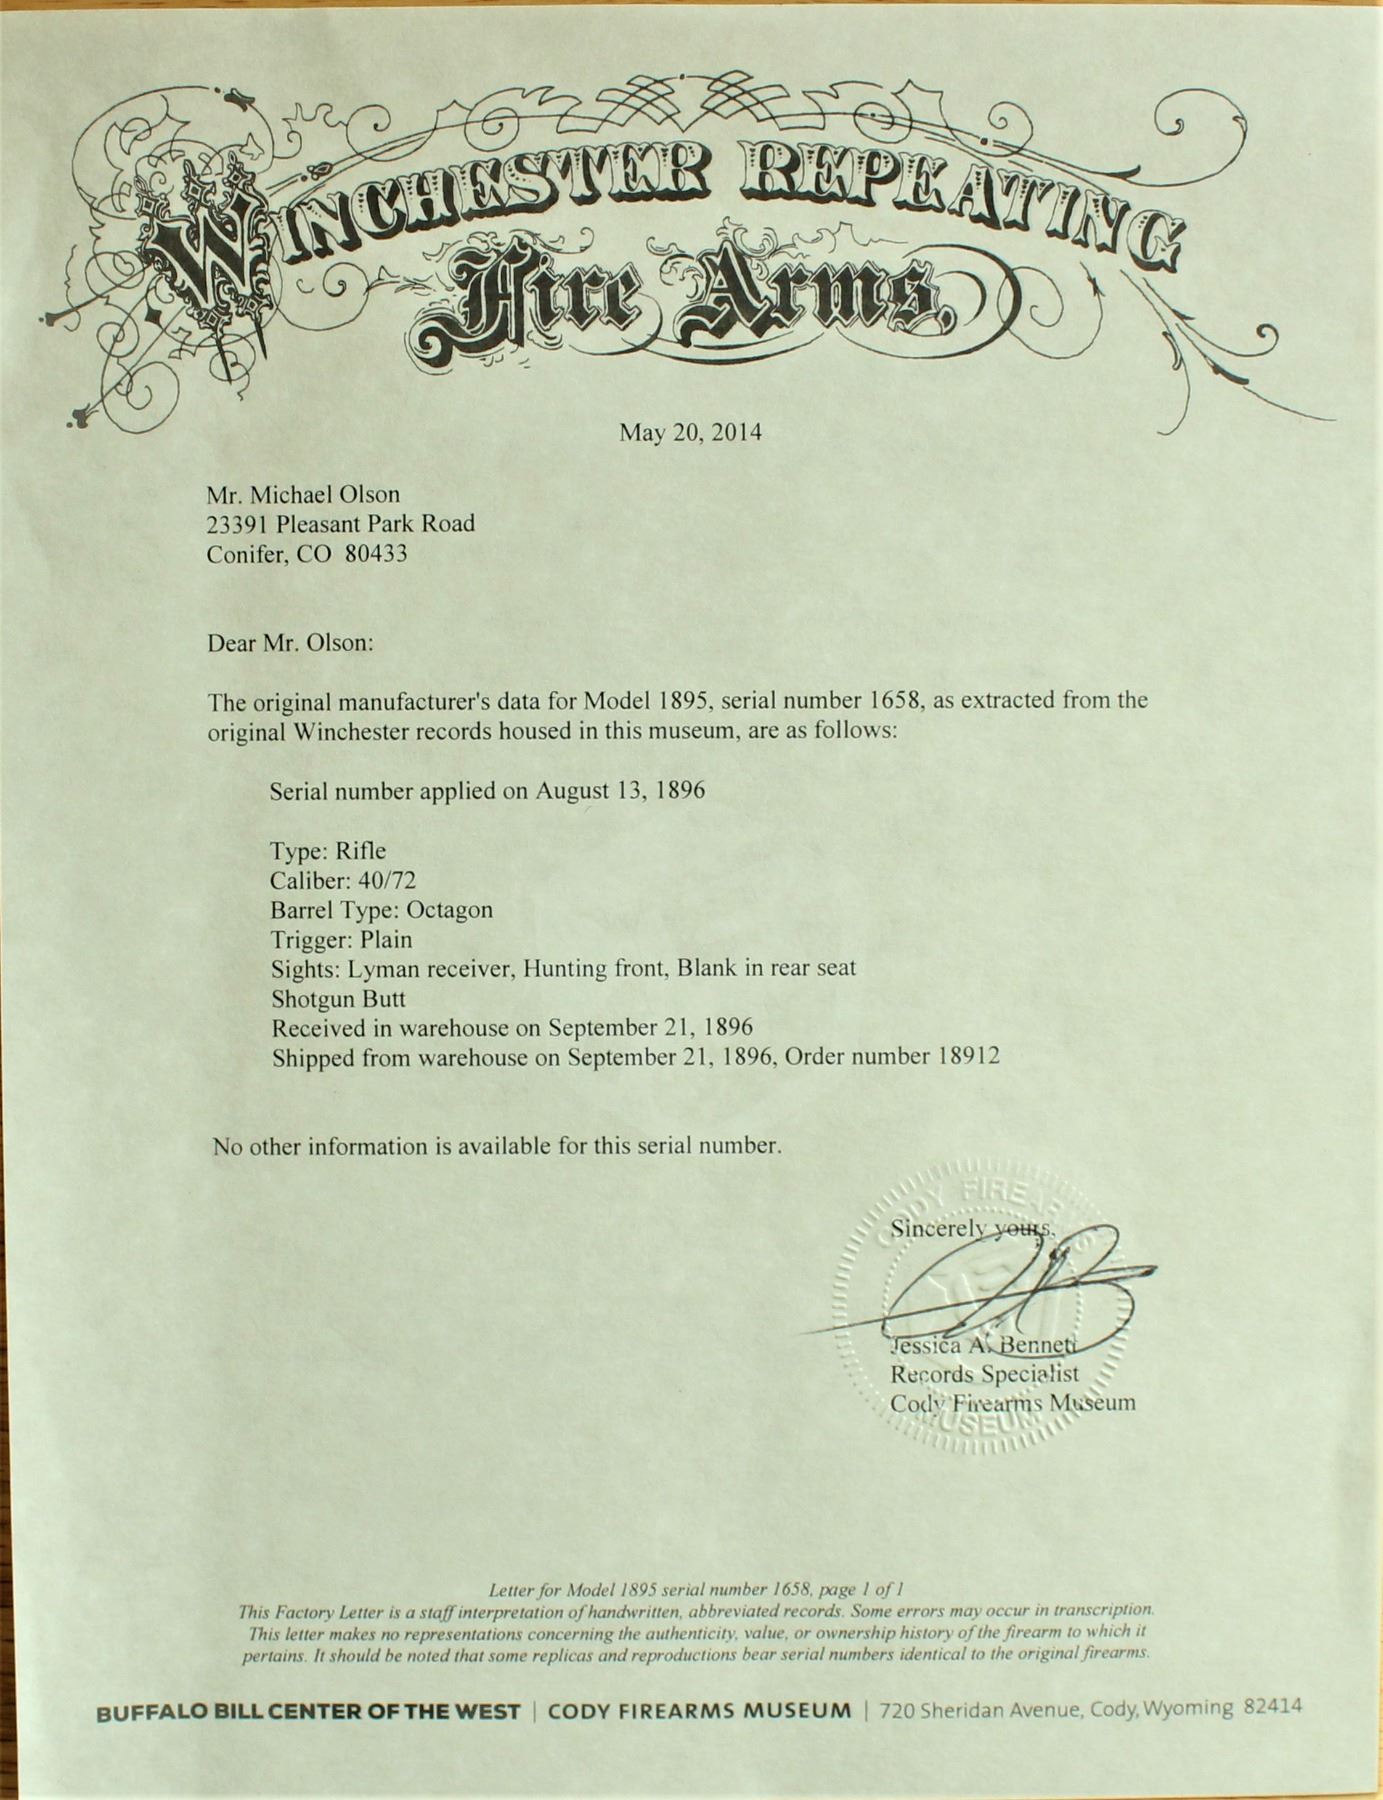 WINCHESTER REPEATING
Fire Arms,
May 20, 2014
Mr. Michael Olson
23391 Pleasant Park Road
Conifer, CO 80433
Dear Mr. Olson:
The original manufacturer's data for Model 1895, serial number 1658, as extracted from the
original Winchester records housed in this museum, are as follows:
Serial number applied on August 13, 1896
Type: Rifle
Caliber: 40/72
Barrel Type: Octagon
Trigger: Plain
Sights: Lyman receiver, Hunting front, Blank in rear seat
Shotgun Butt
Received in warehouse on September 21, 1896
Shipped from warehouse on September 21, 1896, Order number 18912
No other information is available for this serial number.
CODY FIREARMS
Sincerely yours,
Jessica A. Bennett
Records Specialist
Cody Firearms Museum
MUSEUM
Letter for Model 1895 serial number 1658, page 1 of 1
This Factory Letter is a staff interpretation of handwritten, abbreviated records. Some errors may occur in transcription.
This letter makes no representations concerning the authenticity, value, or ownership history of the firearm to which it
pertains. It should be noted that some replicas and reproductions bear serial numbers identical to the original firearms.
BUFFALO BILL CENTER OF THE WEST | CODY FIREARMS MUSEUM | 720 Sheridan Avenue, Cody, Wyoming 82414